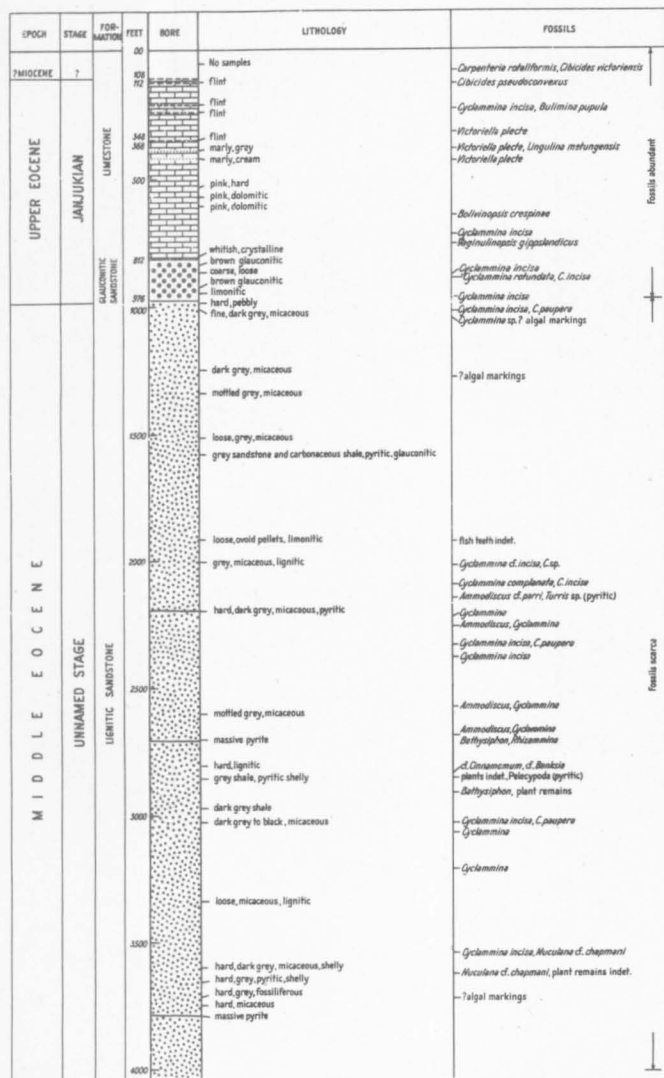 EPOCH STAGE FOR-MATION FEET BORE LITHOLOGY FOSSILS
00
No samples
Carpenteria rotaliformis, Cibicides victoriensis
?MIOCENE ? 108
Cibicides pseudoconvexus
112 flint
flint
Cyclammina incisa, Bulimina pupula
flint
Victoriella plecte
348 flint
368 marly, grey
Victoriella plecte, Lingulina metungensis
marly, cream
Victoriella plecte
500 pink, hard
pink, dolomitic
pink, dolomitic
Bolivinopsis crespinae
Cyclammina incisa
Vaginulinopsis gippslandicus
whitish, crystalline
817 brown glauconitic
coarse, loose
Cyclammina incisa
Cyclammina rotundata, C. incisa
brown glauconitic
limonitic
Cyclammina incisa
976 hard, pebbly
Cyclammina incisa, C. paupera
1000 fine, dark grey, micaceous
Cyclammina sp. ? algal markings
UPPER EOCENE
JANJUKIAN
LIMESTONE
GLAUCONITIC SANDSTONE
Fossils abundant
dark grey, micaceous
?algal markings
mottled grey, micaceous
1500 loose, grey, micaceous
grey sandstone and carbonaceous shale, pyritic, glauconitic
loose, ovoid pellets, limonitic
fish teeth indet.
2000 grey, micaceous, lignitic
Cyclammina cf. incisa, C. sp.
Cyclammina complanata, C. incisa
Ammodiscus cf. parri, Turris sp. (pyritic)
hard, dark grey, micaceous, pyritic
Cyclammina
Ammodiscus, Cyclammina
Cyclammina incisa, C. paupera
Cyclammina incisa
2500
Ammodiscus, Cyclammina
mottled grey, micaceous
Ammodiscus, Cyclammina
massive pyrite
Bathysiphon, Rhizammina
hard, lignitic
cf. Cinnamomum, cf. Banksia
grey shale, pyritic shelly
plants indet., Pelecypoda (pyritic)
Bathysiphon, plant remains
dark grey shale
3000 dark grey to black, micaceous
Cyclammina incisa, C. paupera
Cyclammina
Cyclammina
loose, micaceous, lignitic
3500
Cyclammina incisa, Nuculana cf. chapmani
hard, dark grey, micaceous, shelly
Nuculana cf. chapmani, plant remains indet.
hard, grey, pyritic, shelly
hard, grey, fossiliferous
?algal markings
hard, micaceous
massive pyrite
4000
MIDDLE EOCENE
UNNAMED STAGE
LIGNITIC SANDSTONE
Fossils scarce